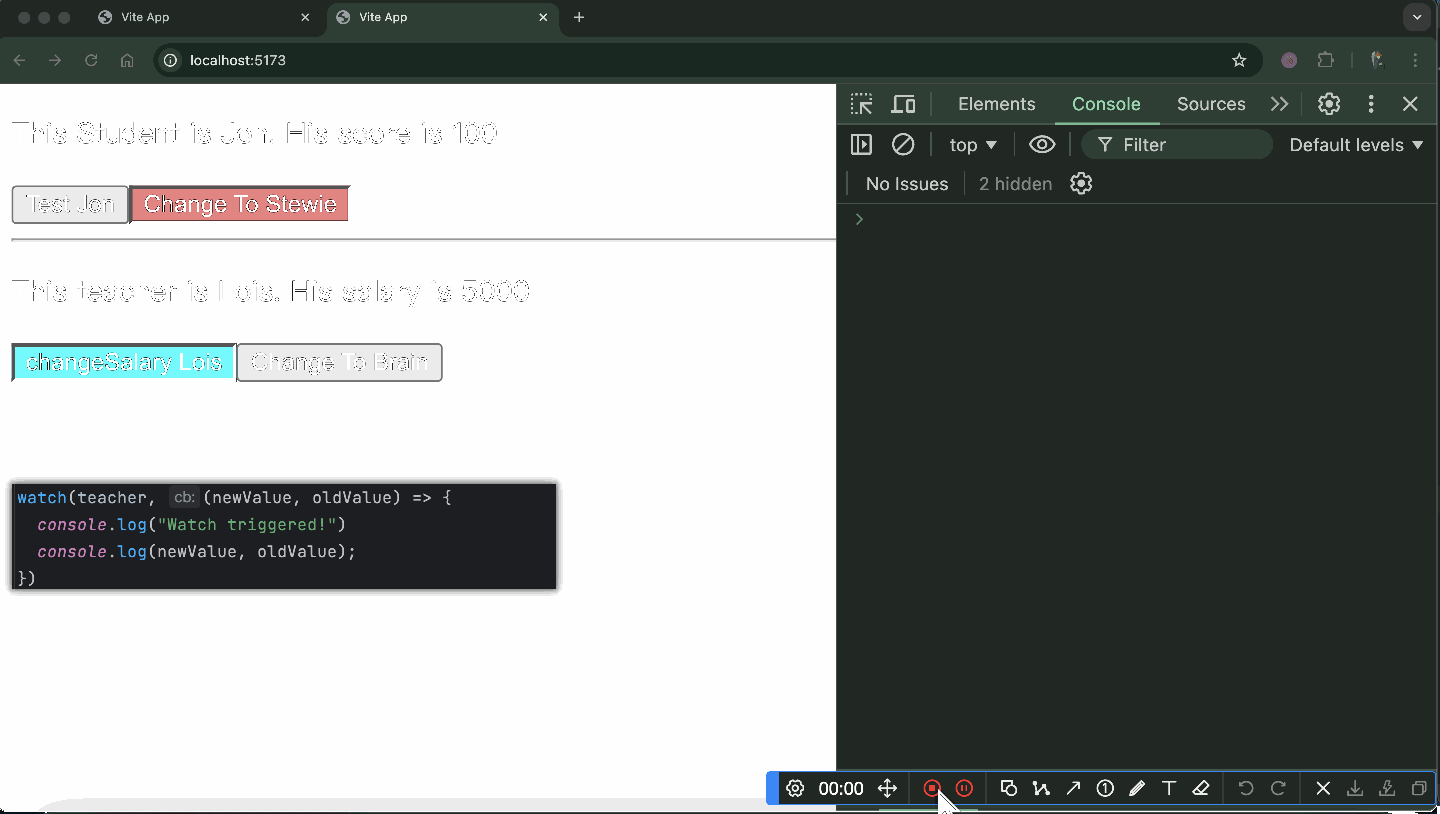 Vite App
Vite App
localhost:5173
Elements
Console
Sources
top
Filter
Default levels
No Issues
2 hidden
This Student is Jon. His score is 100
Test Jon
Change To Stewie
This teacher is Lois. His salary is 5000
changeSalary Lois
Change To Brain
watch(teacher, cb: (newValue, oldValue) => {
console.log("Watch triggered!")
console.log(newValue, oldValue);
})
00:00